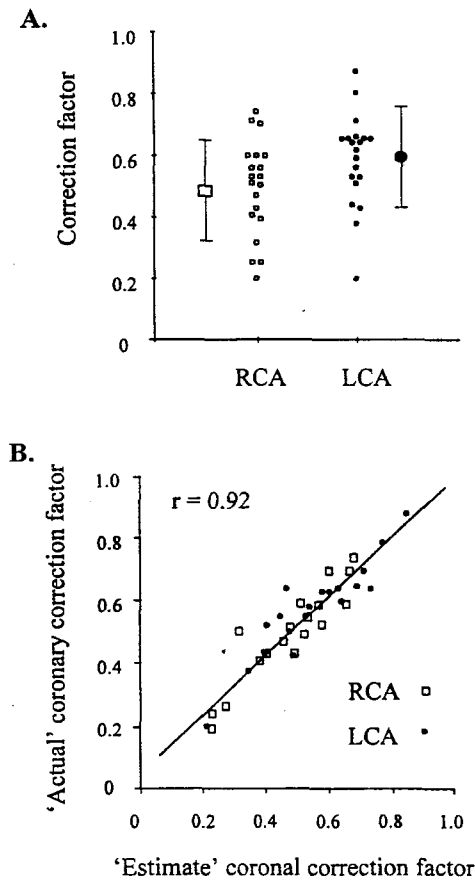 A.
Correction factor
1.0
0.8
0.6
0.4
0.2
0
RCA
LCA
B.
'Actual' coronary correction factor
1.0
0.8
0.6
0.4
0.2
0
r = 0.92
RCA
LCA
0
0.2
0.4
0.6
0.8
1.0
'Estimate' coronal correction factor